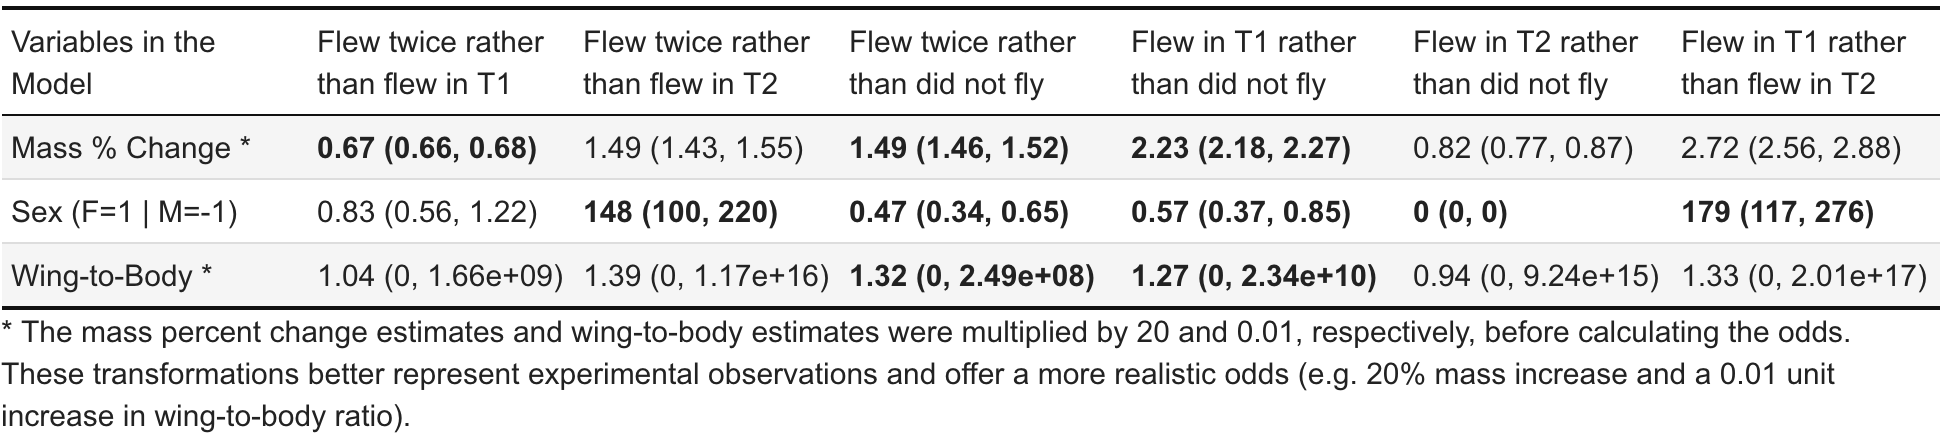 Variables in the Model | Flew twice rather than flew in T1 | Flew twice rather than flew in T2 | Flew twice rather than did not fly | Flew in T1 rather than did not fly | Flew in T2 rather than did not fly | Flew in T1 rather than flew in T2
Mass % Change * | 0.67 (0.66, 0.68) | 1.49 (1.43, 1.55) | 1.49 (1.46, 1.52) | 2.23 (2.18, 2.27) | 0.82 (0.77, 0.87) | 2.72 (2.56, 2.88)
Sex (F=1 | M=-1) | 0.83 (0.56, 1.22) | 148 (100, 220) | 0.47 (0.34, 0.65) | 0.57 (0.37, 0.85) | 0 (0, 0) | 179 (117, 276)
Wing-to-Body * | 1.04 (0, 1.66e+09) | 1.39 (0, 1.17e+16) | 1.32 (0, 2.49e+08) | 1.27 (0, 2.34e+10) | 0.94 (0, 9.24e+15) | 1.33 (0, 2.01e+17)
* The mass percent change estimates and wing-to-body estimates were multiplied by 20 and 0.01, respectively, before calculating the odds.
These transformations better represent experimental observations and offer a more realistic odds (e.g. 20% mass increase and a 0.01 unit
increase in wing-to-body ratio).